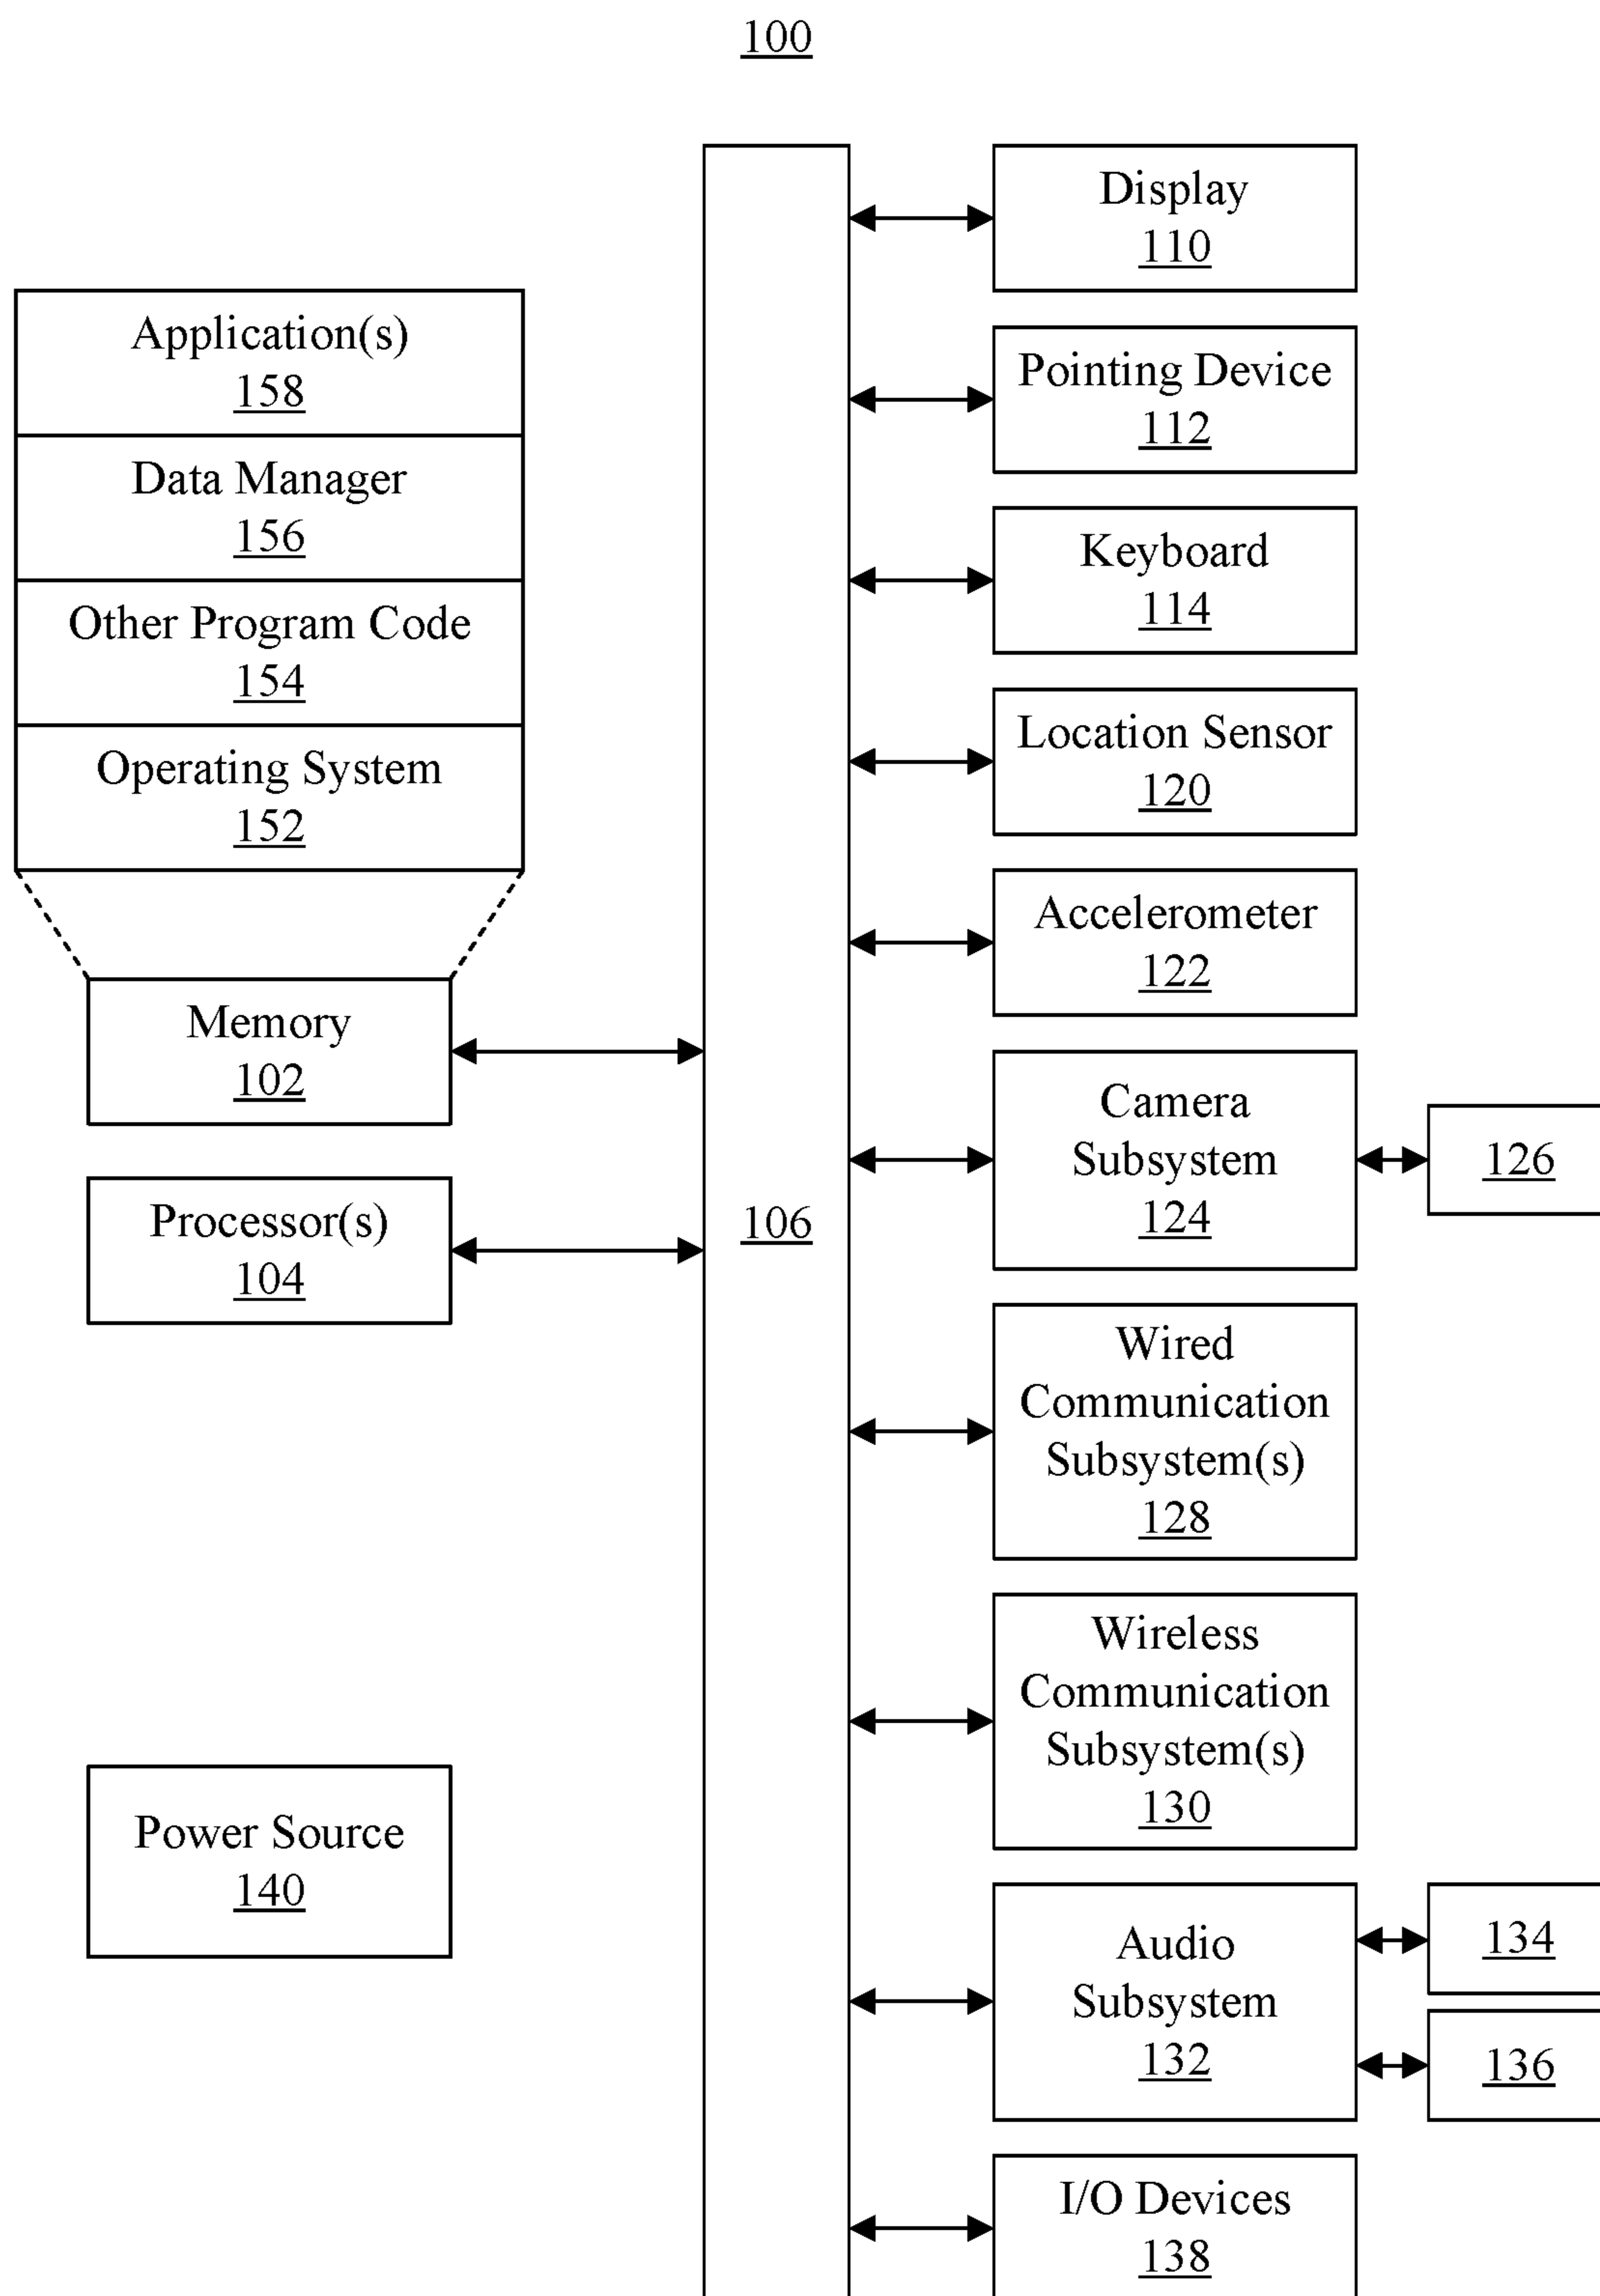 100
Application(s)
158
Data Manager
156
Other Program Code
154
Operating System
152
Memory
102
Processor(s)
104
Power Source
140
106
Display
110
Pointing Device
112
Keyboard
114
Location Sensor
120
Accelerometer
122
Camera
Subsystem
124
126
Wired
Communication
Subsystem(s)
128
Wireless
Communication
Subsystem(s)
130
Audio
Subsystem
132
134
136
I/O Devices
138